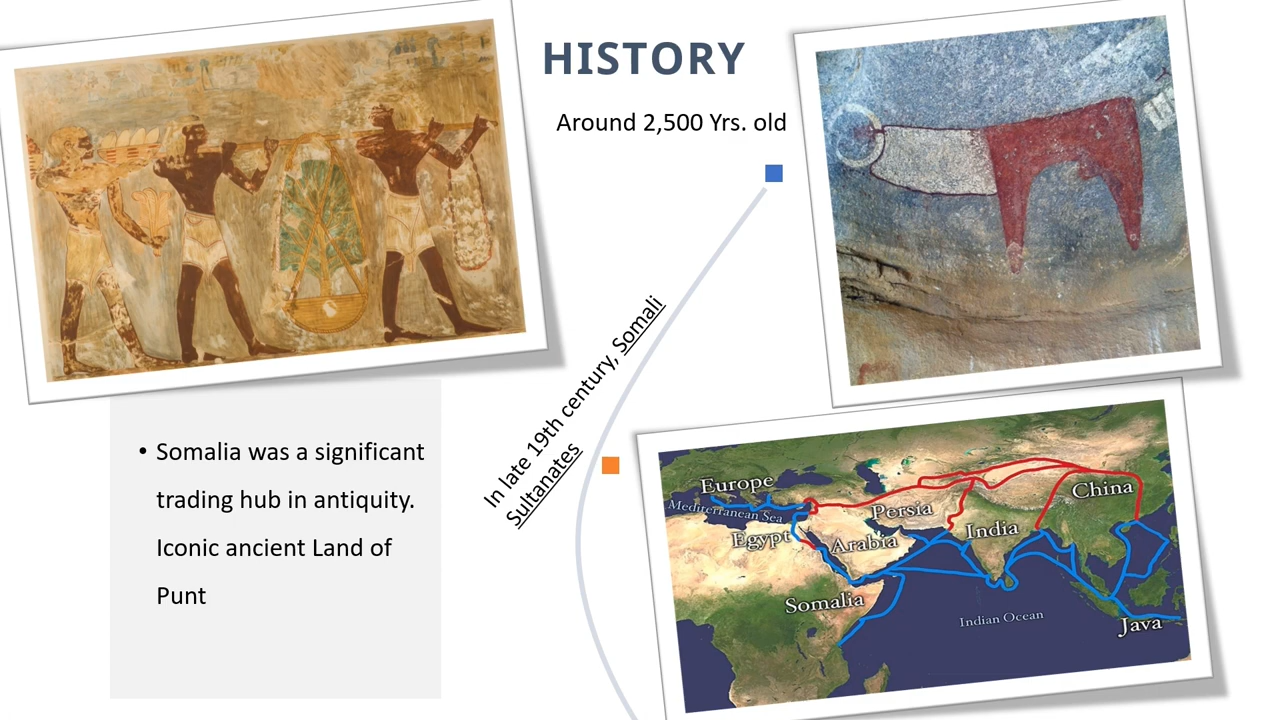 HISTORY
Around 2,500 Yrs. old
In late 19th century, Somali
Sultanates
• Somalia was a significant
trading hub in antiquity.
Iconic ancient Land of
Punt
Europe
Mediterranean Sea
Egypt
Arabia
Persia
India
China
Somalia
Indian Ocean
Java